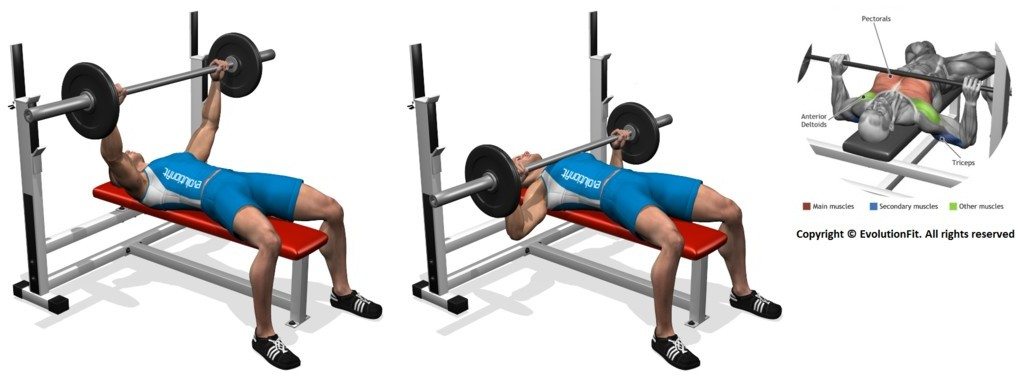 evolutionfit
evolutionfit
Pectorals
Anterior
Deltoids
Triceps
Main muscles
Secondary muscles
Other muscles
Copyright © EvolutionFit. All rights reserved